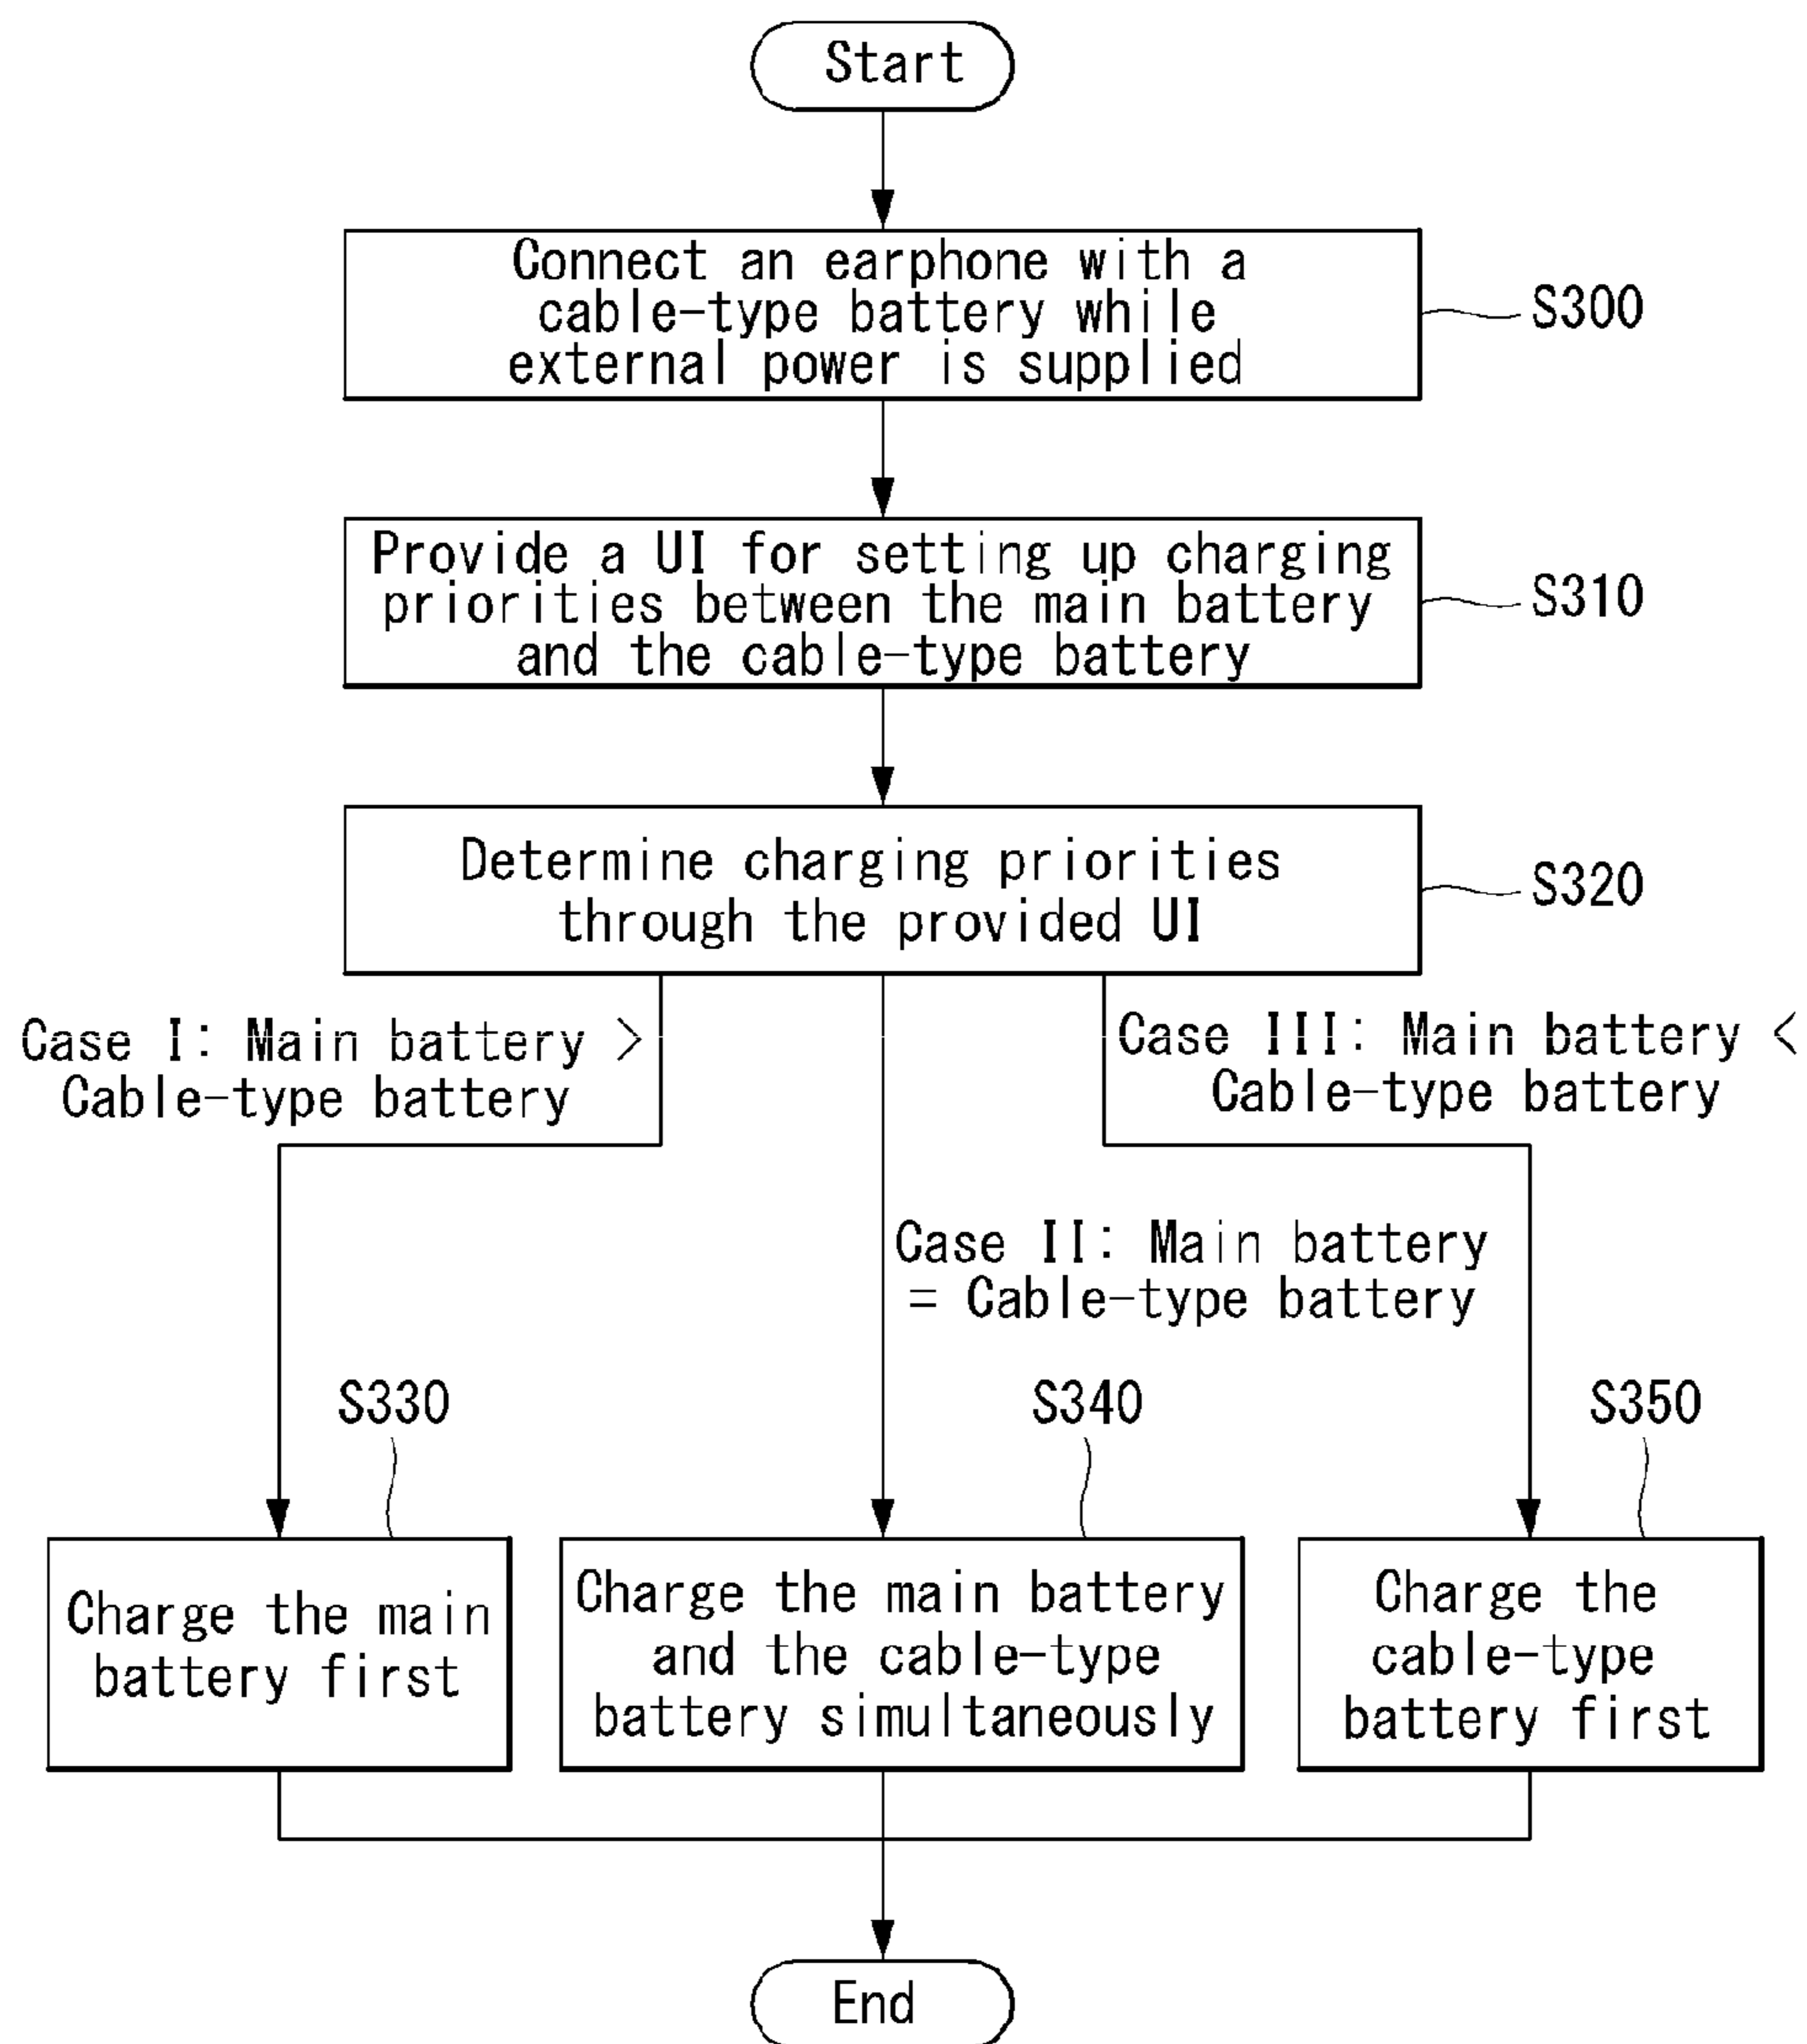 Start
Connect an earphone with a
cable-type battery while
external power is supplied
S300
Provide a UI for setting up charging
priorities between the main battery
and the cable-type battery
S310
Determine charging priorities
through the provided UI
S320
Case I: Main battery >
Cable-type battery
Case III: Main battery <
Cable-type battery
Case II: Main battery
= Cable-type battery
S330
S340
S350
Charge the main
battery first
Charge the main battery
and the cable-type
battery simultaneously
Charge the
cable-type
battery first
End